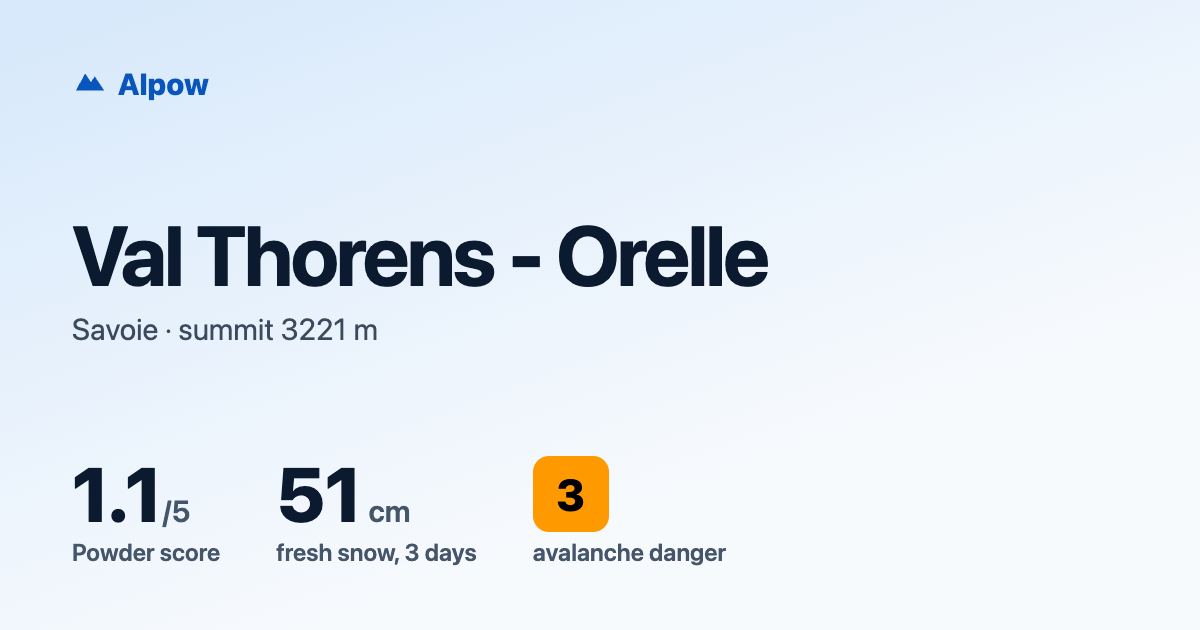 Alpow
Val Thorens - Orelle
Savoie · summit 3221 m
1.1/5
Powder score
51 cm
fresh snow, 3 days
3
avalanche danger